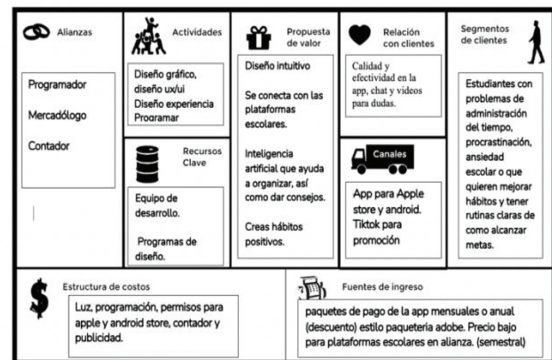 Alianzas
Programador
Mercadólogo
Contador
Actividades
Diseño gráfico,
diseño ux/ui
Diseño experiencia
Programar
Recursos
Clave
Equipo de
desarrollo.
Programas de
diseño.
Propuesta
de valor
Diseño intuitivo
Se conecta con las
plataformas
escolares.
Inteligencia
artificial que ayuda
a organizar, así
como dar consejos.
Creas hábitos
positivos.
Relación
con clientes
Calidad y
efectividad en la
app, chat y videos
para dudas.
Canales
App para Apple
store y android.
Tiktok para
promoción
Segmentos
de clientes
Estudiantes con
problemas de
administración
del tiempo,
procrastinación,
ansiedad
escolar o que
quieren mejorar
hábitos y tener
rutinas claras de
como alcanzar
metas.
Estructura de costos
Luz, programación, permisos para
apple y android store, contador y
publicidad.
Fuentes de ingreso
paquetes de pago de la app mensuales o anual
(descuento) estilo paqueteria adobe. Precio bajo
para plataformas escolares en alianza. (semestral)